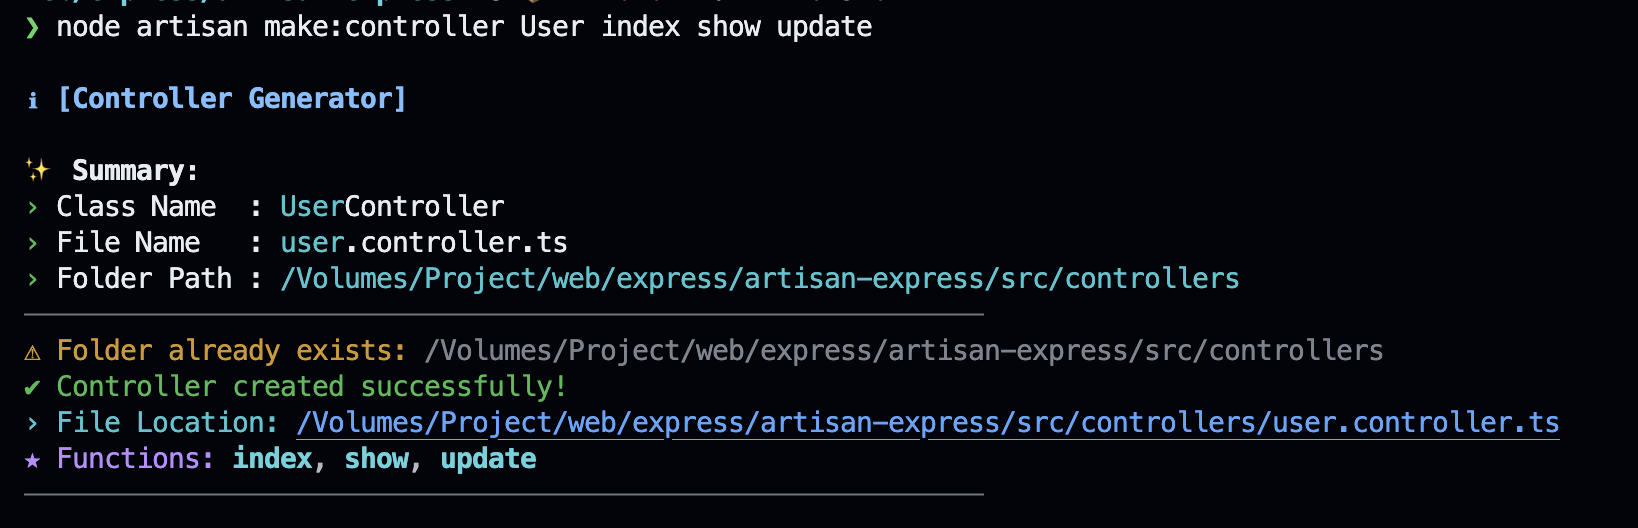 ❯ node artisan make:controller User index show update
ℹ [Controller Generator]
✨ Summary:
› Class Name  : UserController
› File Name   : user.controller.ts
› Folder Path : /Volumes/Project/web/express/artisan-express/src/controllers
⚠ Folder already exists: /Volumes/Project/web/express/artisan-express/src/controllers
✔ Controller created successfully!
› File Location: /Volumes/Project/web/express/artisan-express/src/controllers/user.controller.ts
★ Functions: index, show, update